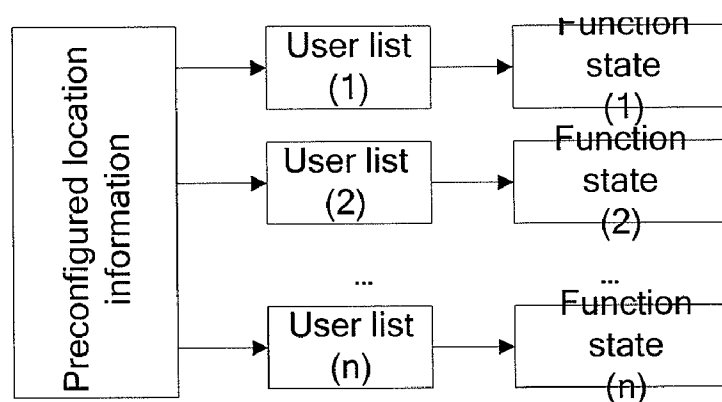 Preconfigured location
information
User list
(1)
Function
state
(1)
User list
(2)
Function
state
(2)
...
...
User list
(n)
Function
state
(n)